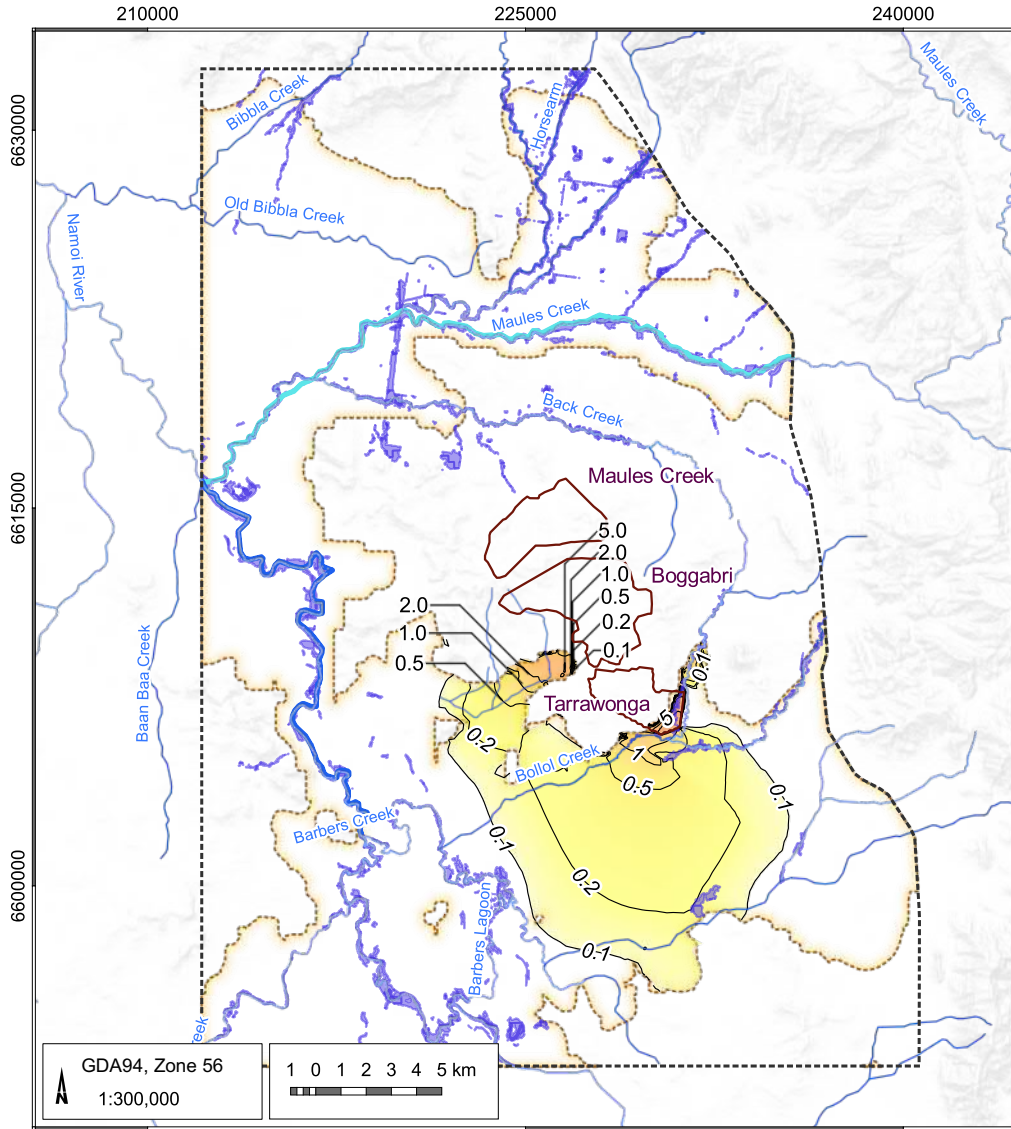 210000
225000
240000
6630000
6615000
6600000
Bibbla Creek
Horsearm
Maules Creek
Old Bibbla Creek
Namoi River
Maules Creek
Back Creek
Maules Creek
5.0
2.0
1.0
0.5
0.2
0.1
Boggabri
2.0
1.0
0.5
Baan Baa Creek
Tarrawonga
0.1
5
0.2
Bollol Creek
1
0.5
0.1
Barbers Creek
0.1
0.2
Barbers Lagoon
0.1
reek
GDA94, Zone 56
N
1:300,000
1 0 1 2 3 4 5 km